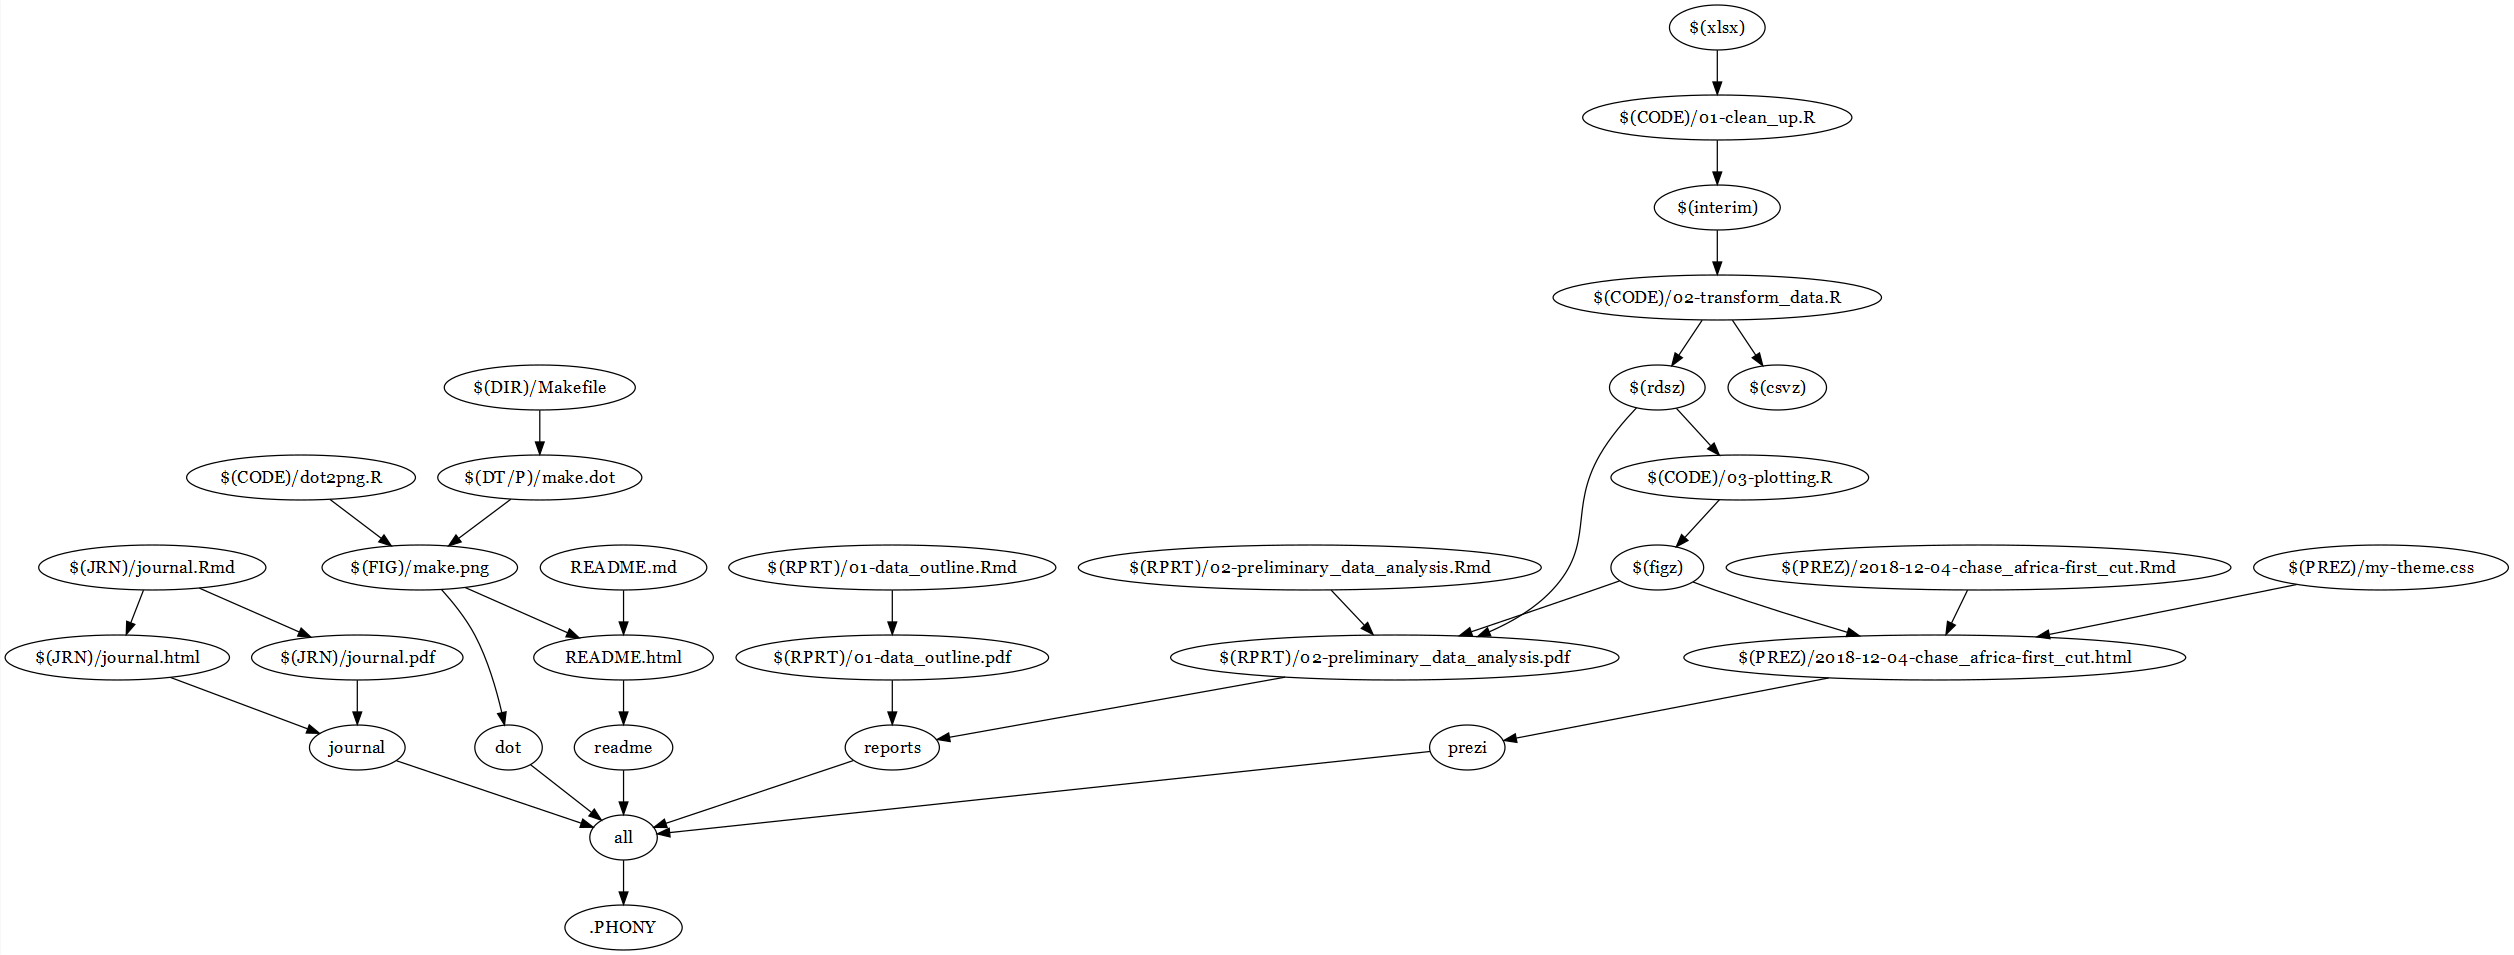 $(xlsx)
$(CODE)/01-clean_up.R
$(interim)
$(CODE)/02-transform_data.R
$(DIR)/Makefile
$(rdsz)
$(csvz)
$(CODE)/dot2png.R
$(DT/P)/make.dot
$(CODE)/03-plotting.R
$(JRN)/journal.Rmd
$(FIG)/make.png
README.md
$(RPRT)/01-data_outline.Rmd
$(RPRT)/02-preliminary_data_analysis.Rmd
$(figz)
$(PREZ)/2018-12-04-chase_africa-first_cut.Rmd
$(PREZ)/my-theme.css
$(JRN)/journal.html
$(JRN)/journal.pdf
README.html
$(RPRT)/01-data_outline.pdf
$(RPRT)/02-preliminary_data_analysis.pdf
$(PREZ)/2018-12-04-chase_africa-first_cut.html
journal
dot
readme
reports
prezi
all
.PHONY